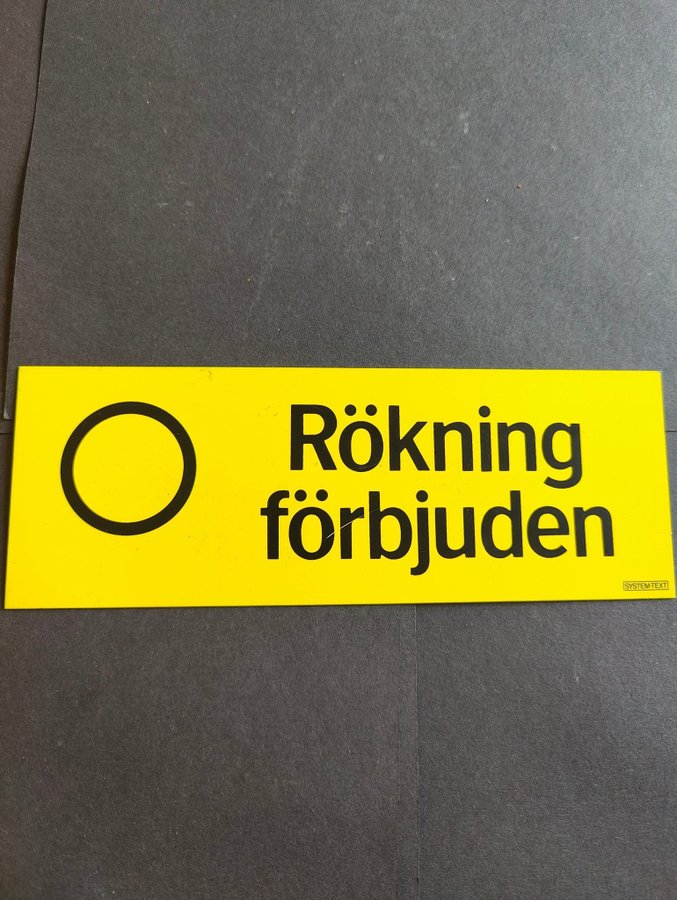 Rökning
förbjuden
SYSTEM-TEXT